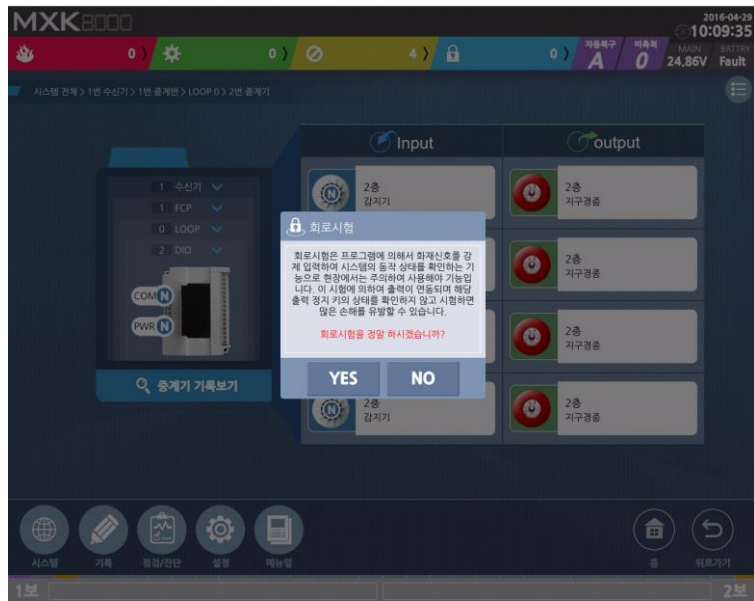 MXK8000
2016-04-29
10:09:35
0
0
4
0
자동복구
A
비축적
0
MAIN
24.86V
BATTRY
Fault
시스템 전체 > 1번 수신기 > 1번 중계반 > LOOP 0 > 2번 중계기
Input
output
1 수신기
1 FCP
0 LOOP
2 DIO
COM N
PWR N
중계기 기록보기
N
2층
감지기
2층
지구경종
2층
지구경종
2층
지구경종
N
2층
감지기
2층
지구경종
회로시험
회로시험은 프로그램에 의해서 화재신호를 강
제 입력하여 시스템의 동작 상태를 확인하는 기
능으로 현장에서는 주의하여 사용해야 기능입
니다. 이 시험에 의하여 출력이 연동되며 해당
출력 정지 키의 상태를 확인하지 않고 시험하면
많은 손해를 유발할 수 있습니다.
회로시험을 정말 하시겠습니까?
YES
NO
시스템
기록
점검/진단
설정
메뉴얼
홈
뒤로가기
1보
2보